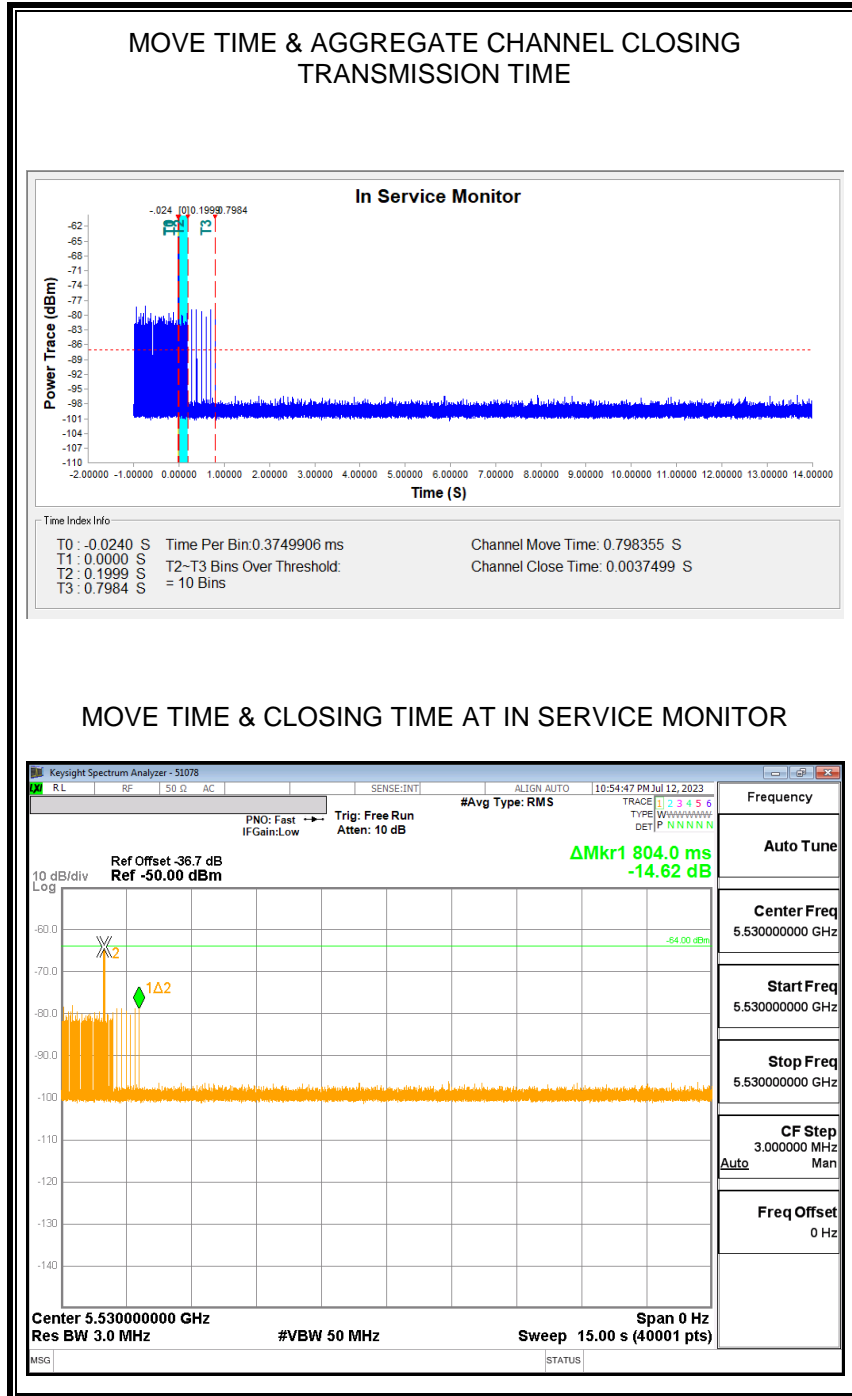 MOVE TIME & AGGREGATE CHANNEL CLOSING
TRANSMISSION TIME
In Service Monitor
-.024 [0]0.1999 0.7984
T2
T3
Power Trace (dBm)
-62
-65
-68
-71
-74
-77
-80
-83
-86
-89
-92
-95
-98
-101
-104
-107
-110
-2.00000 -1.00000 0.00000 1.00000 2.00000 3.00000 4.00000 5.00000 6.00000 7.00000 8.00000 9.00000 10.00000 11.00000 12.00000 13.00000 14.00000
Time (S)
Time Index Info
T0 : -0.0240 S
T1 : 0.0000 S
T2 : 0.1999 S
T3 : 0.7984 S
Time Per Bin:0.3749906 ms
T2~T3 Bins Over Threshold:
= 10 Bins
Channel Move Time: 0.798355 S
Channel Close Time: 0.0037499 S
MOVE TIME & CLOSING TIME AT IN SERVICE MONITOR
Keysight Spectrum Analyzer - 51078
LXI RL RF 50 Ω AC SENSE:INT ALIGN AUTO 10:54:47 PM Jul 12, 2023
PNO: Fast
IFGain:Low
Trig: Free Run
Atten: 10 dB
#Avg Type: RMS
TRACE 1 2 3 4 5 6
TYPE WWWWWW
DET P N N N N N
ΔMkr1 804.0 ms
-14.62 dB
Ref Offset -36.7 dB
10 dB/div Ref -50.00 dBm
Log
-60.0
-70.0
-80.0
-90.0
-100
-110
-120
-130
-140
-64.00 dBm
2
1Δ2
Center 5.530000000 GHz
Res BW 3.0 MHz
#VBW 50 MHz
Span 0 Hz
Sweep 15.00 s (40001 pts)
MSG
STATUS
Frequency
Auto Tune
Center Freq
5.530000000 GHz
Start Freq
5.530000000 GHz
Stop Freq
5.530000000 GHz
CF Step
3.000000 MHz
Auto Man
Freq Offset
0 Hz